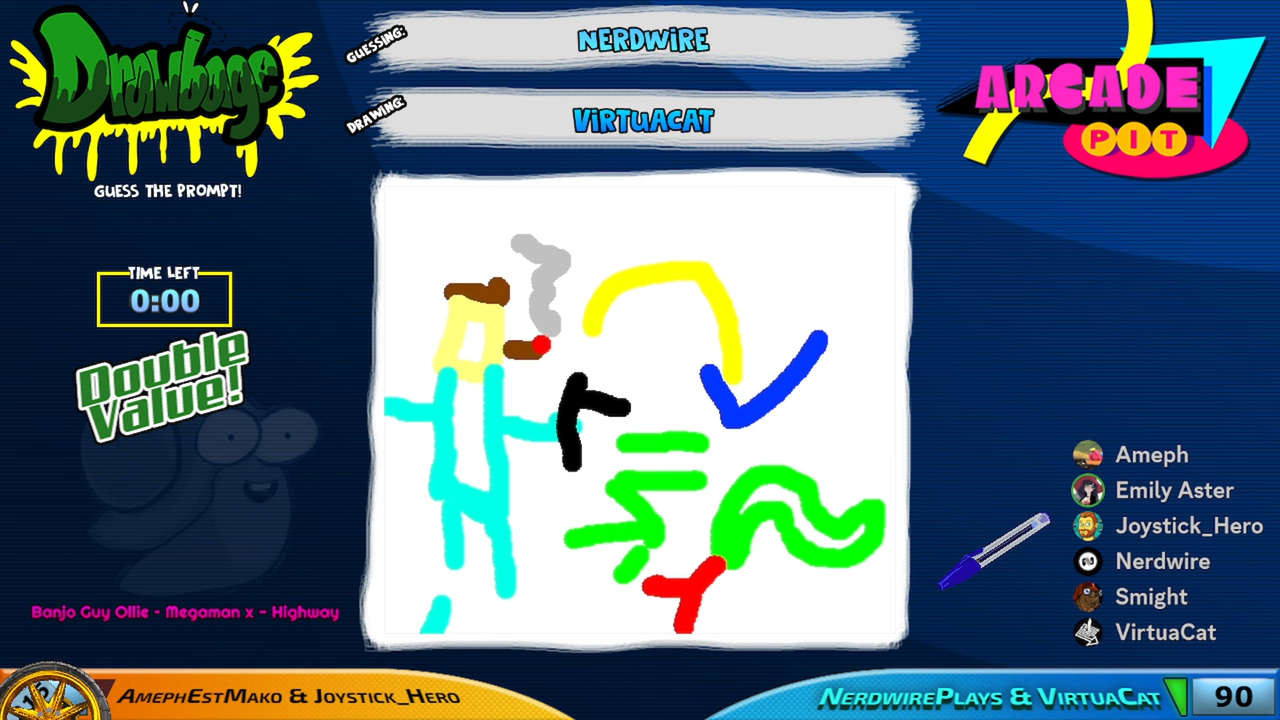 Drawbage
GUESS THE PROMPT!
GUESSING:
NERDWIRE
DRAWING:
VIRTUACAT
ARCADE
PIT
TIME LEFT
0:00
Double
Value!
Ameph
Emily Aster
Joystick_Hero
Nerdwire
Smight
VirtuaCat
Banjo Guy Ollie - Megaman x - Highway
AmephEstMako & Joystick_Hero
NerdwirePlays & VirtuaCat
90